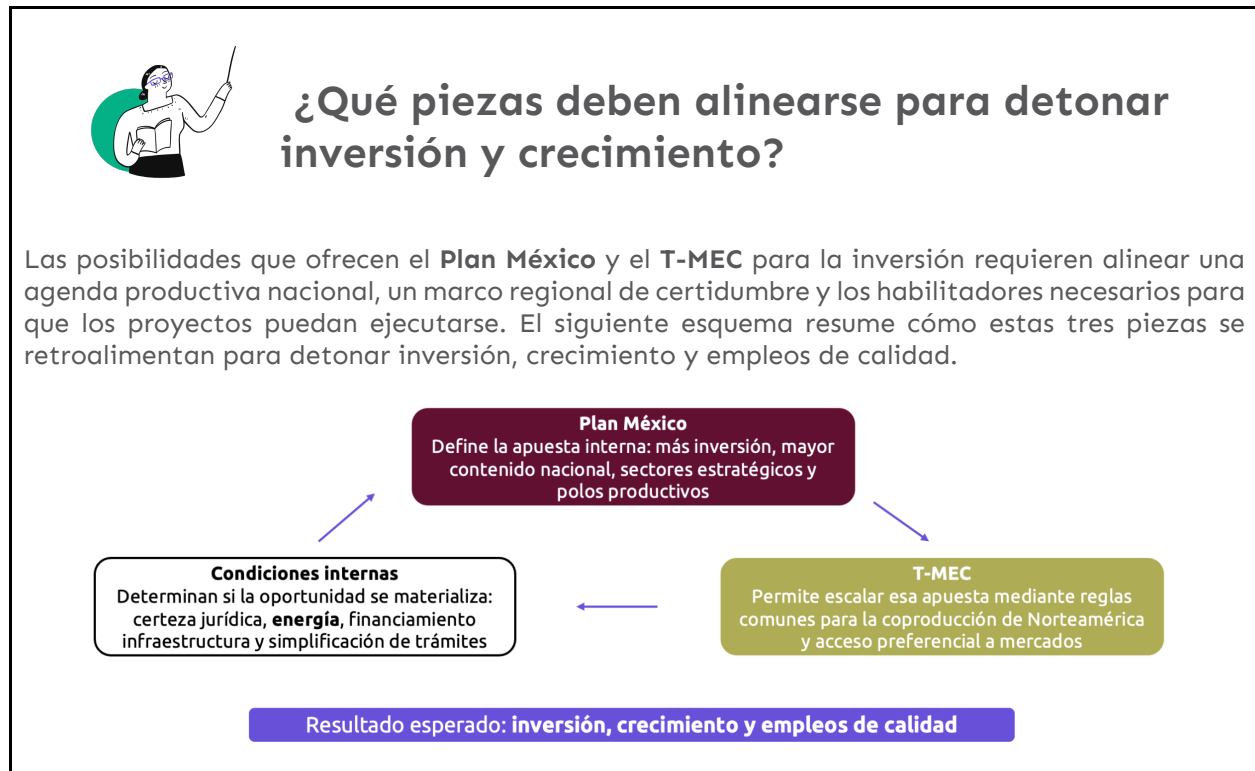 ¿Qué piezas deben alinearse para detonar
inversión y crecimiento?
Las posibilidades que ofrecen el Plan México y el T-MEC para la inversión requieren alinear una
agenda productiva nacional, un marco regional de certidumbre y los habilitadores necesarios para
que los proyectos puedan ejecutarse. El siguiente esquema resume cómo estas tres piezas se
retroalimentan para detonar inversión, crecimiento y empleos de calidad.
Plan México
Define la apuesta interna: más inversión, mayor
contenido nacional, sectores estratégicos y
polos productivos
Condiciones internas
Determinan si la oportunidad se materializa:
certeza jurídica, energía, financiamiento
infraestructura y simplificación de trámites
T-MEC
Permite escalar esa apuesta mediante reglas
comunes para la coproducción de Norteamérica
y acceso preferencial a mercados
Resultado esperado: inversión, crecimiento y empleos de calidad